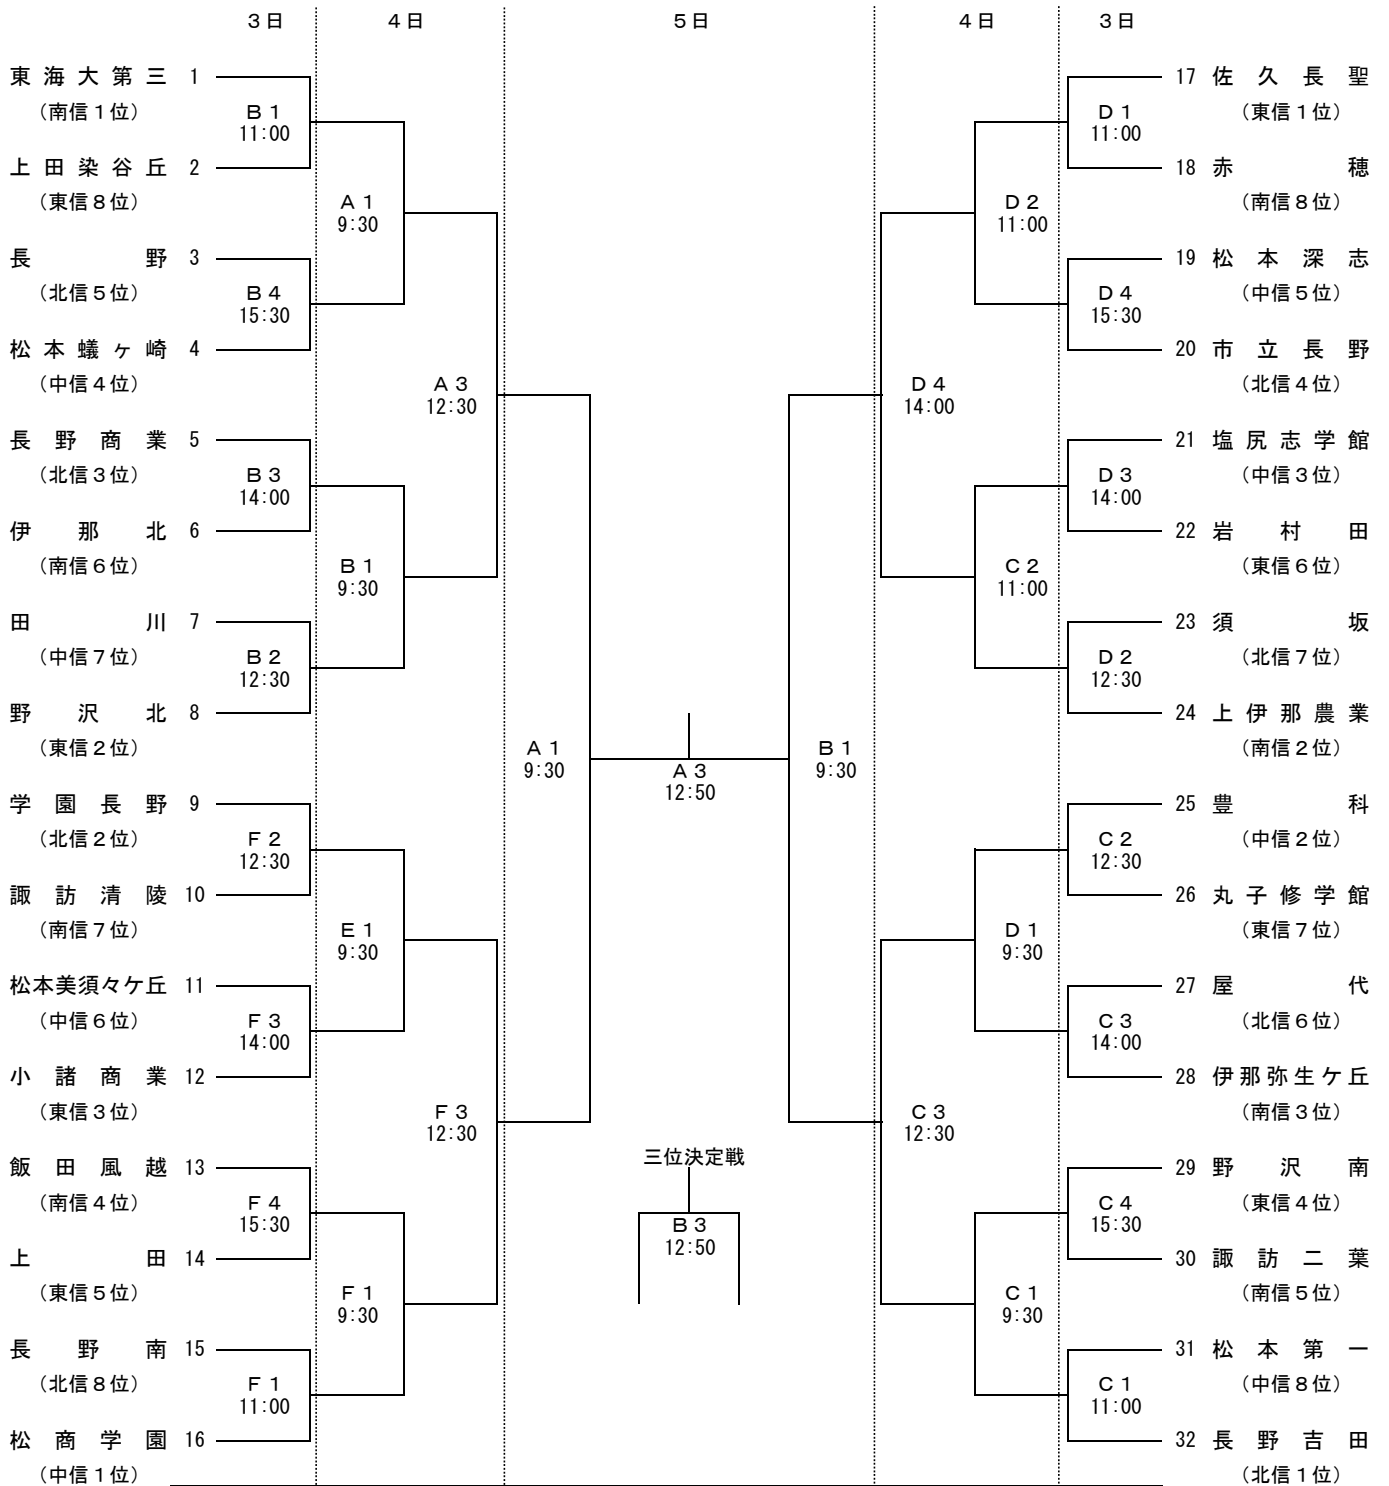 ３日 ４日 ５日 ４日 ３日
東海大第三 1
（南信１位）
Ｂ１
11:00
上田染谷丘 2
（東信８位）
Ａ１
9:30
長野 3
（北信５位）
Ｂ４
15:30
松本蟻ヶ崎 4
（中信４位）
Ａ３
12:30
長野商業 5
（北信３位）
Ｂ３
14:00
伊那北 6
（南信６位）
Ｂ１
9:30
田川 7
（中信７位）
Ｂ２
12:30
野沢北 8
（東信２位）
Ａ１
9:30
学園長野 9
（北信２位）
Ｆ２
12:30
諏訪清陵 10
（南信７位）
Ｅ１
9:30
松本美須々ケ丘 11
（中信６位）
Ｆ３
14:00
小諸商業 12
（東信３位）
Ｆ３
12:30
飯田風越 13
（南信４位）
Ｆ４
15:30
上田 14
（東信５位）
Ｆ１
9:30
長野南 15
（北信８位）
Ｆ１
11:00
松商学園 16
（中信１位）
Ａ３
12:50
三位決定戦
Ｂ３
12:50
17 佐久長聖
（東信１位）
Ｄ１
11:00
18 赤穂
（南信８位）
Ｄ２
11:00
19 松本深志
（中信５位）
Ｄ４
15:30
20 市立長野
（北信４位）
Ｄ４
14:00
21 塩尻志学館
（中信３位）
Ｄ３
14:00
22 岩村田
（東信６位）
Ｃ２
11:00
23 須坂
（北信７位）
Ｄ２
12:30
24 上伊那農業
（南信２位）
Ｂ１
9:30
25 豊科
（中信２位）
Ｃ２
12:30
26 丸子修学館
（東信７位）
Ｄ１
9:30
27 屋代
（北信６位）
Ｃ３
14:00
28 伊那弥生ケ丘
（南信３位）
Ｃ３
12:30
29 野沢南
（東信４位）
Ｃ４
15:30
30 諏訪二葉
（南信５位）
Ｃ１
9:30
31 松本第一
（中信８位）
Ｃ１
11:00
32 長野吉田
（北信１位）